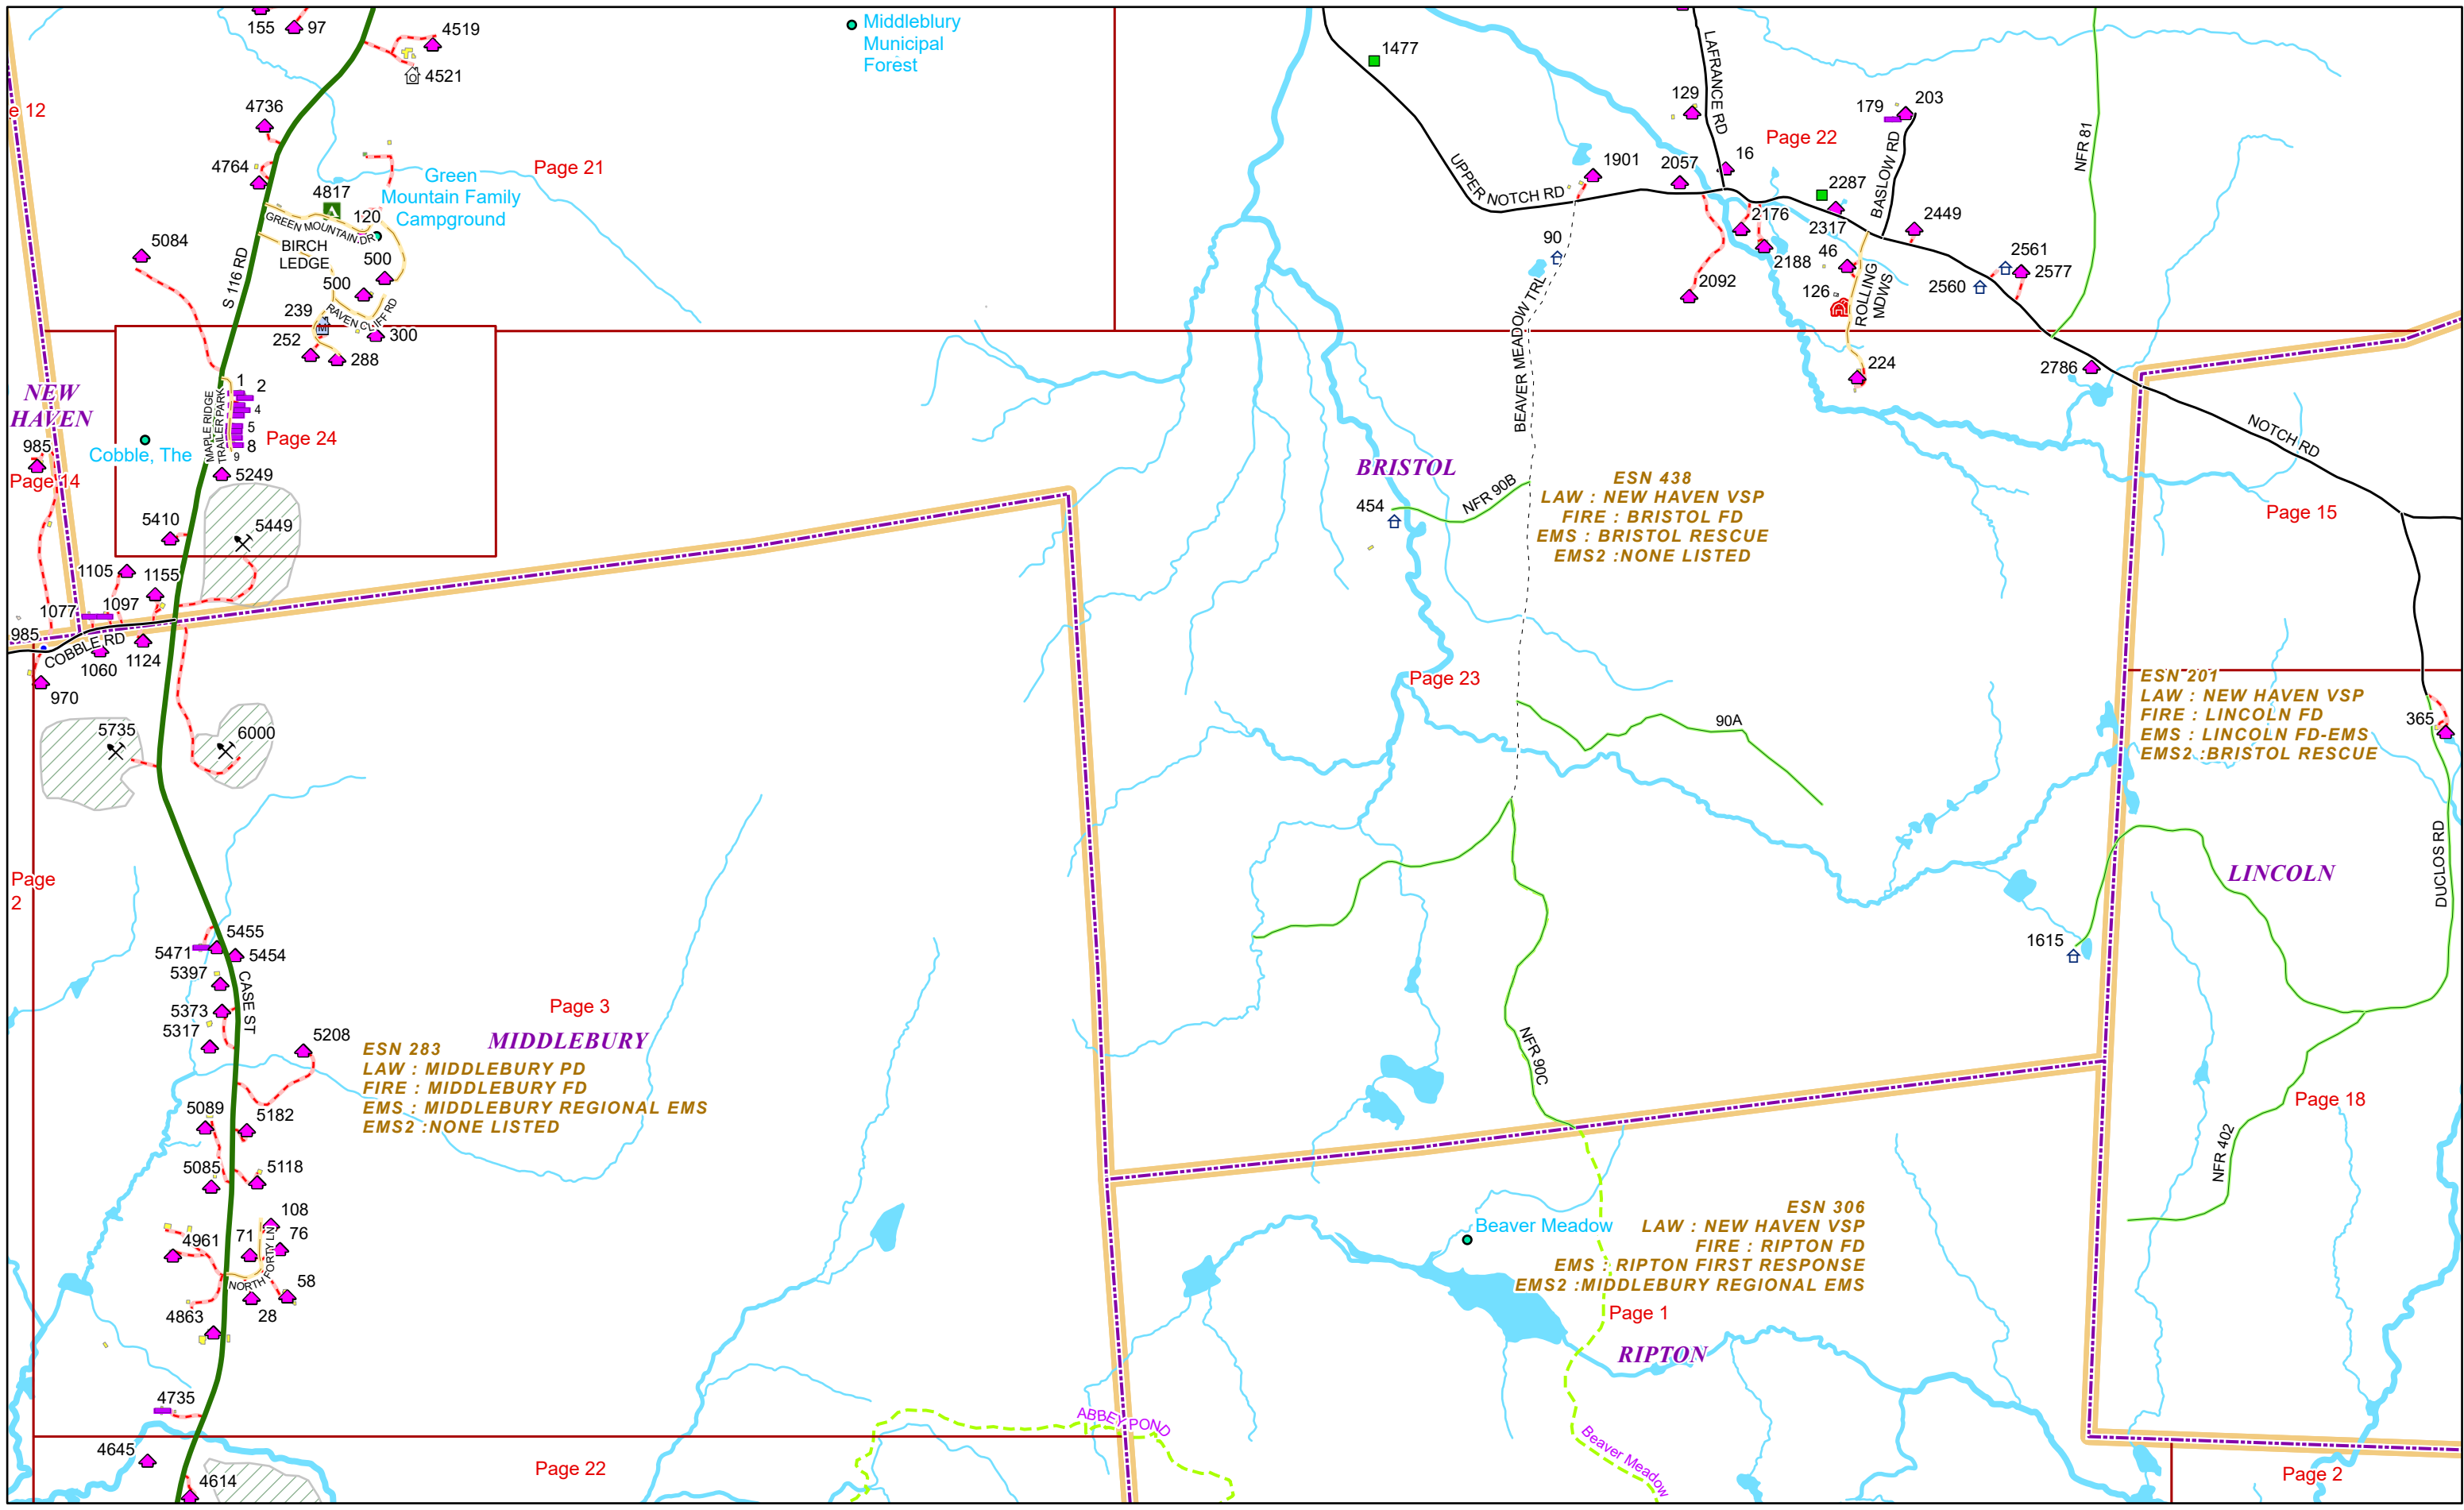 155
97
4519
4521
Middleblury
Municipal
Forest
1477
LAFRANCE RD
129
179
203
e 12
4736
4764
Page 21
Green
Mountain Family
Campground
4817
120
GREEN MOUNTAIN DR
BIRCH
LEDGE
500
500
5084
S 116 RD
239
RAVEN CLIFF RD
300
252
288
UPPER NOTCH RD
1901
2057
16
Page 22
2287
BASLOW RD
NFR 81
2176
2317
2449
90
2188
46
2561
2577
2560
2092
126
ROLLING
MDWS
BEAVER MEADOW TRL
224
2786
NOTCH RD
NEW
HAVEN
985
Page 14
1
2
4
5
8
9
MAPLE RIDGE
TRAILER PARK
Page 24
Cobble, The
5249
5410
5449
BRISTOL
454
NFR 90B
ESN 438
LAW : NEW HAVEN VSP
FIRE : BRISTOL FD
EMS : BRISTOL RESCUE
EMS2 :NONE LISTED
Page 15
1105
1155
1077
1097
985
COBBLE RD
1060
1124
970
Page 23
90A
ESN 201
LAW : NEW HAVEN VSP
FIRE : LINCOLN FD
EMS : LINCOLN FD-EMS
EMS2 :BRISTOL RESCUE
365
5735
6000
Page
2
DUCLOS RD
LINCOLN
5455
5471
5454
5397
CASE ST
5373
5317
5208
1615
Page 3
MIDDLEBURY
ESN 283
LAW : MIDDLEBURY PD
FIRE : MIDDLEBURY FD
EMS : MIDDLEBURY REGIONAL EMS
EMS2 :NONE LISTED
NFR 90C
5089
5182
5085
5118
Page 18
NFR 402
108
4961
71
76
NORTH FORTY LN
58
28
4863
Beaver Meadow
ESN 306
LAW : NEW HAVEN VSP
FIRE : RIPTON FD
EMS : RIPTON FIRST RESPONSE
EMS2 :MIDDLEBURY REGIONAL EMS
Page 1
RIPTON
4735
ABBEY POND
Beaver Meadow
4645
4614
Page 22
Page 2